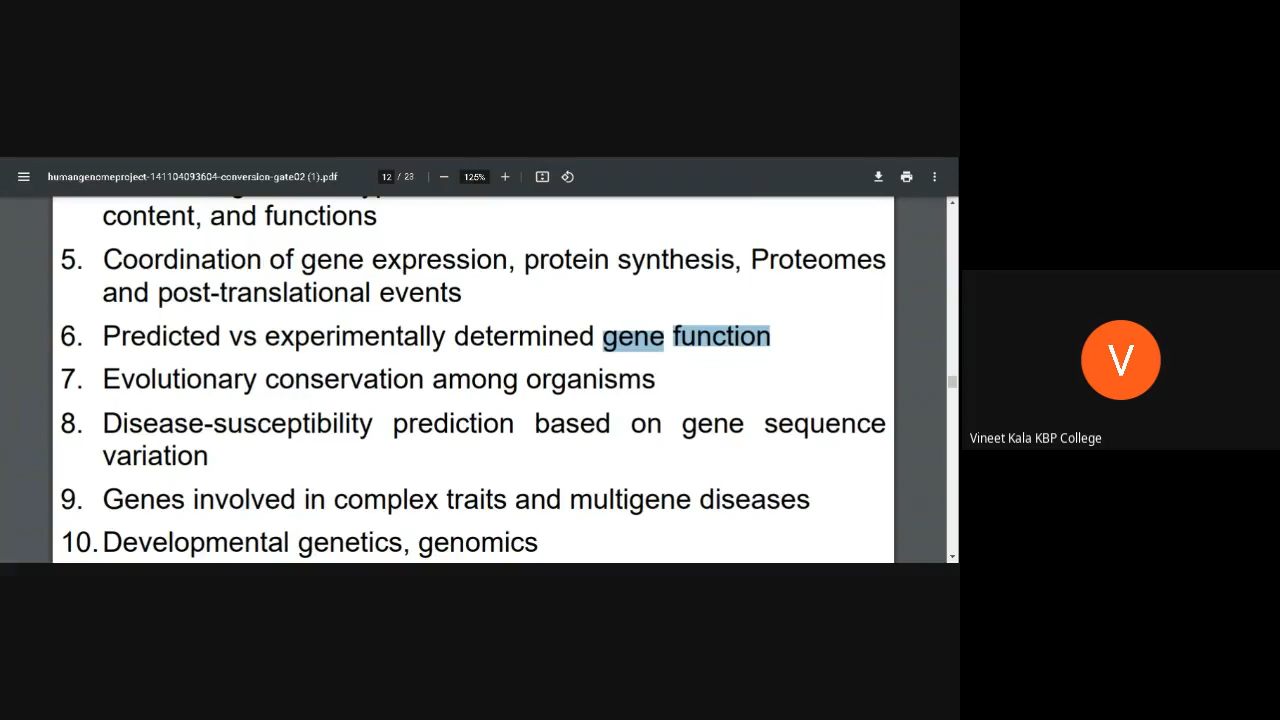 humangenomeproject-141104093604-conversion-gate02 (1).pdf
12 / 23
125%
content, and functions
5. Coordination of gene expression, protein synthesis, Proteomes
and post-translational events
6. Predicted vs experimentally determined gene function
7. Evolutionary conservation among organisms
8. Disease-susceptibility prediction based on gene sequence
variation
9. Genes involved in complex traits and multigene diseases
10. Developmental genetics, genomics
V
Vineet Kala KBP College